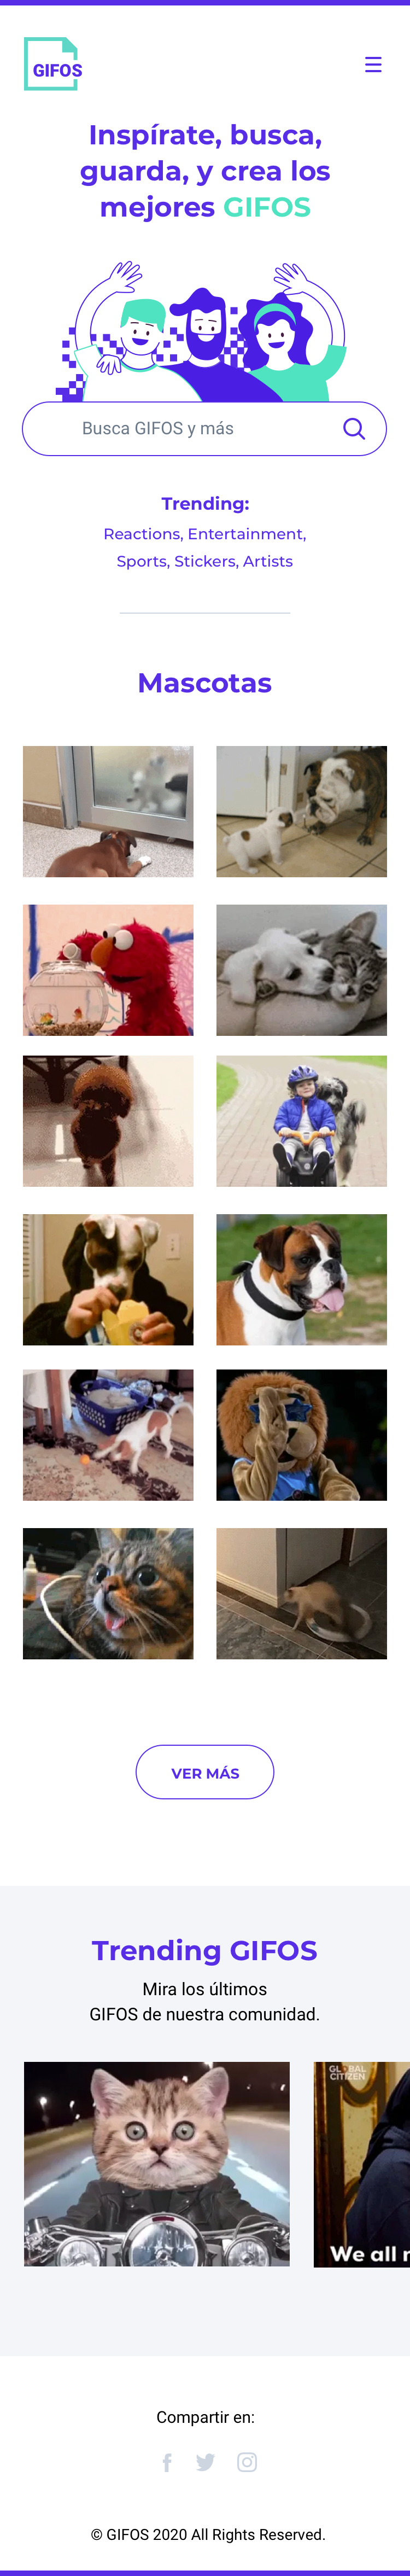 GIFOS
Inspírate, busca,
guarda, y crea los
mejores GIFOS
Busca GIFOS y más
Trending:
Reactions, Entertainment,
Sports, Stickers, Artists
Mascotas
VER MÁS
Trending GIFOS
Mira los últimos
GIFOS de nuestra comunidad.
GL BAL
CITIZEN
We all
Compartir en:
© GIFOS 2020 All Rights Reserved.